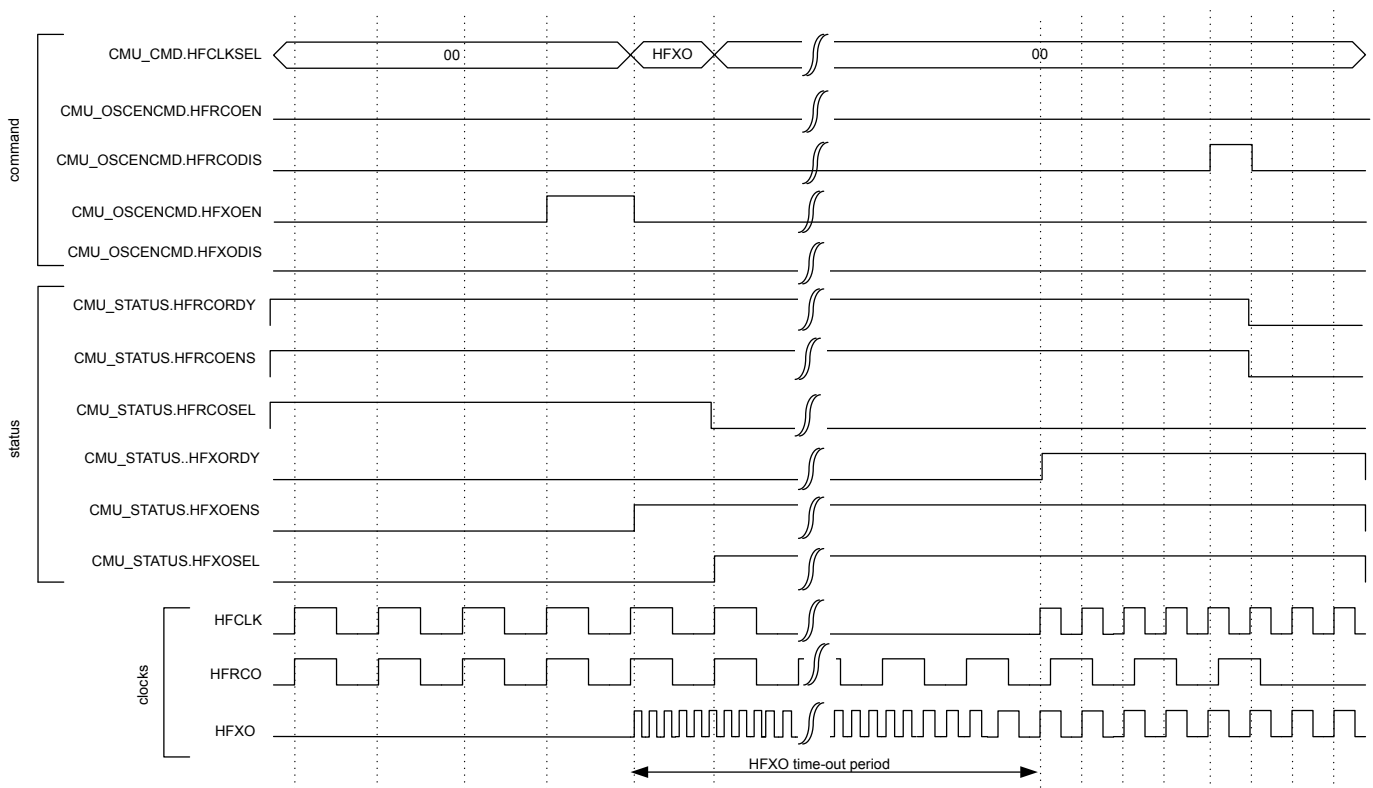 CMU_CMD.HFCLKSEL 00 HFXO 00
CMU_OSCENCMD.HFRCOEN
command
CMU_OSCENCMD.HFRCODIS
CMU_OSCENCMD.HFXOEN
CMU_OSCENCMD.HFXODIS
CMU_STATUS.HFRCORDY
CMU_STATUS.HFRCOENS
CMU_STATUS.HFRCOSEL
status
CMU_STATUS..HFXORDY
CMU_STATUS.HFXOENS
CMU_STATUS.HFXOSEL
HFCLK
clocks
HFRCO
HFXO
HFXO time-out period